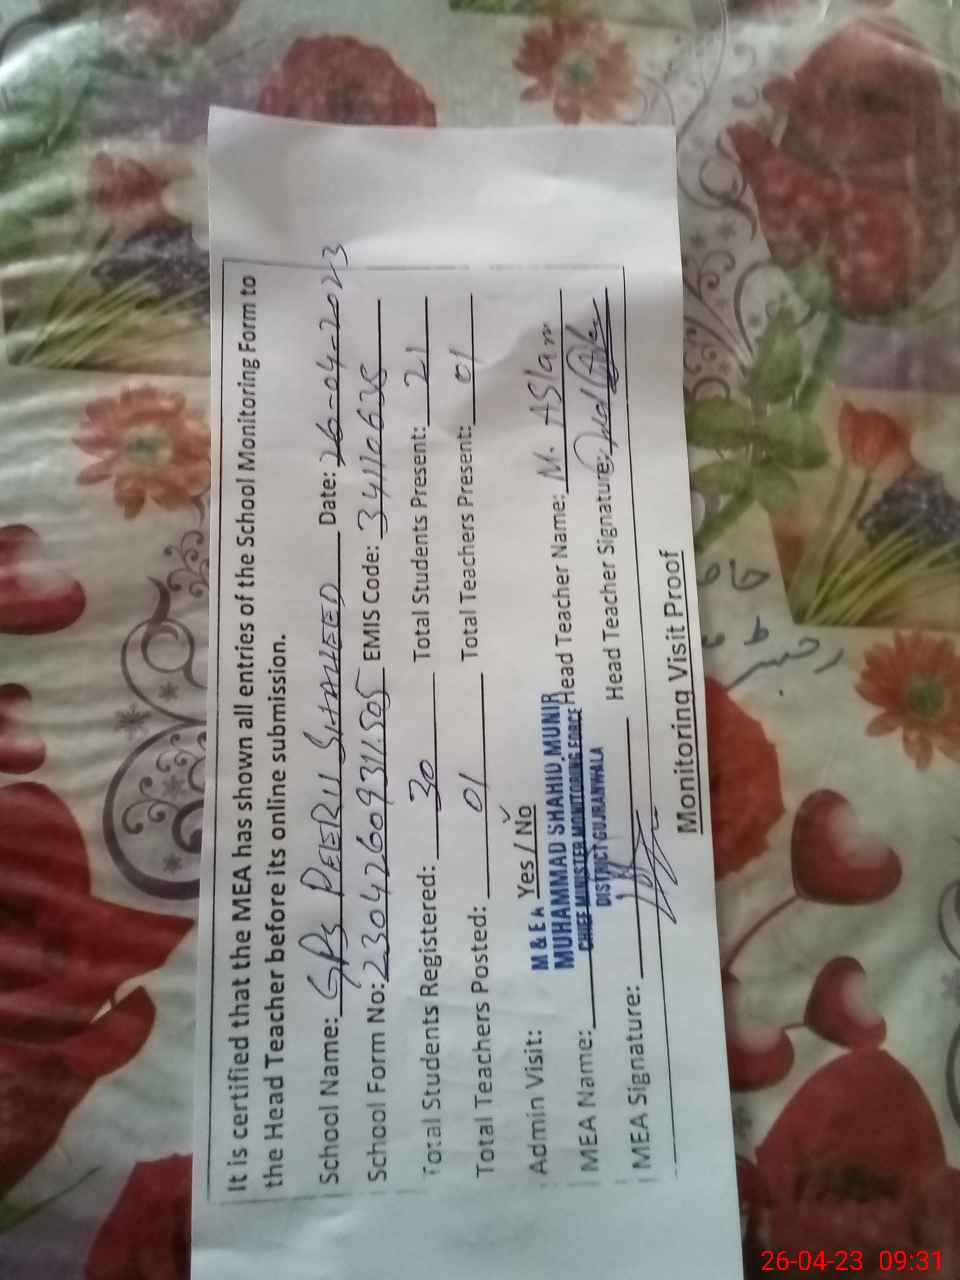 It is certified that the MEA has shown all entries of the School Monitoring Form to
the Head Teacher before its online submission.
School Name: GPS PEERU SHAHEED Date: 26-04-2023
School Form No: 230426093131505 EMIS Code: 34110635
Total Students Registered: 30 Total Students Present: 21
Total Teachers Posted: 01 Total Teachers Present: 01
Admin Visit: Yes / No
M & E A
MUHAMMAD SHAHID MUNIR
CHIEF MINISTER MONITORING FORCE
DISTRICT GUJRANWALA
MEA Name: Head Teacher Name: M. ASlam
MEA Signature: Head Teacher Signature:
Monitoring Visit Proof
26-04-23 09:31